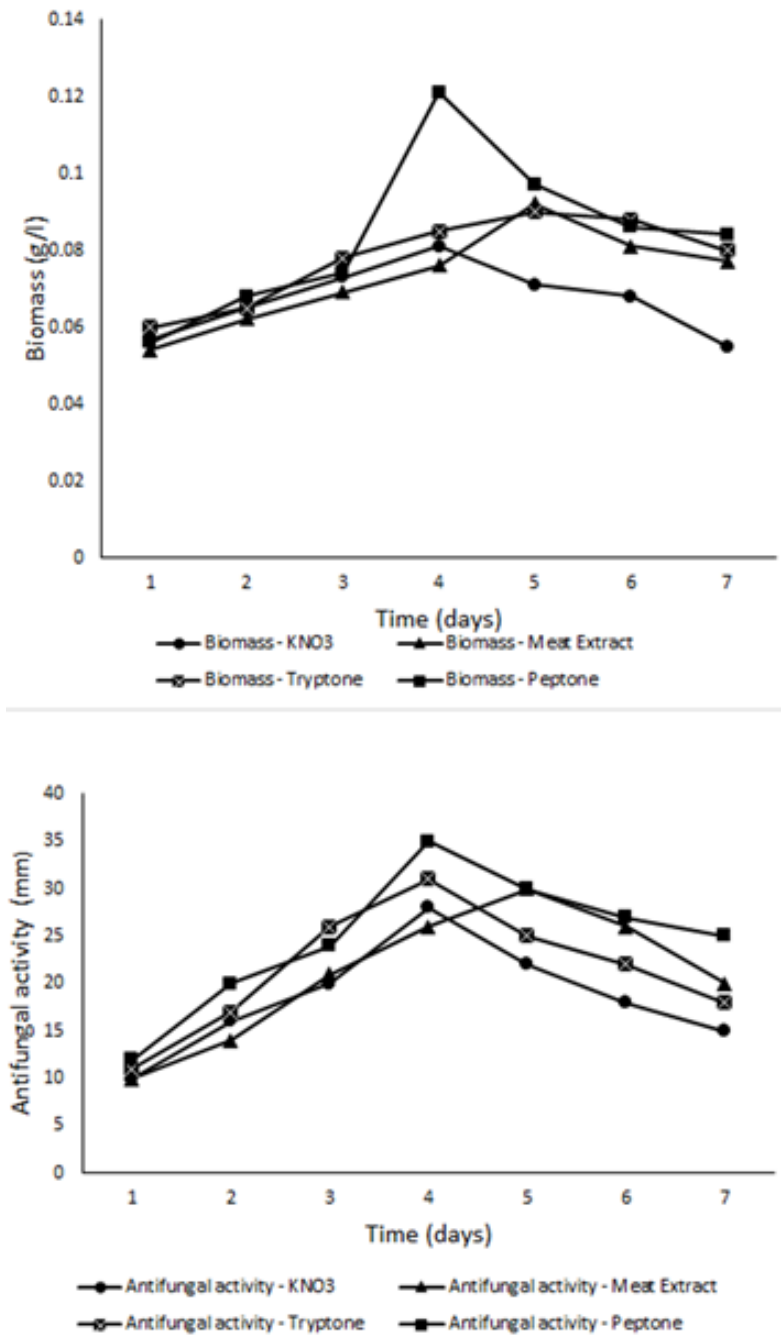 0.14
0.12
0.1
0.08
0.06
0.04
0.02
0
Biomass (g/l)
1 2 3 4 5 6 7
Time (days)
Biomass - KNO3 Biomass - Meat Extract
Biomass - Tryptone Biomass - Peptone
40
35
30
25
20
15
10
5
0
Antifungal activity (mm)
1 2 3 4 5 6 7
Time (days)
Antifungal activity - KNO3 Antifungal activity - Meat Extract
Antifungal activity - Tryptone Antifungal activity - Peptone